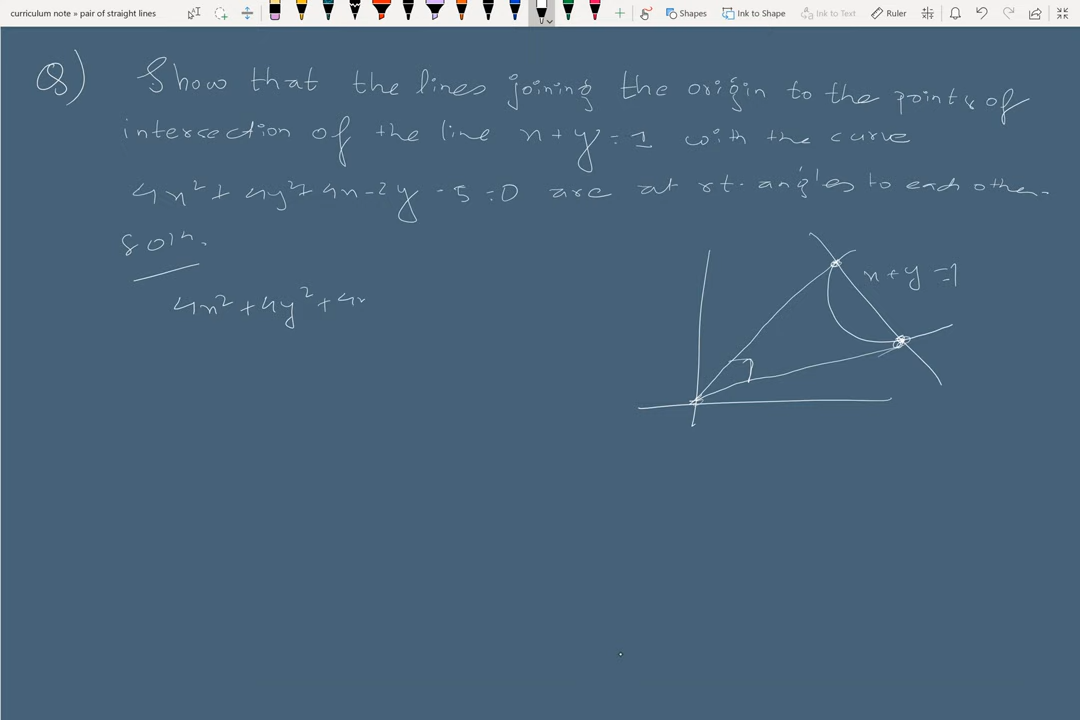 curriculum note » pair of straight lines
Shapes
Ink to Shape
Ink to Text
Ruler
Q) Show that the lines joining the origin to the points of
intersection of the line x + y = 1 with the curve
4x² + 4y² + 4x - 2y - 5 = 0 are at rt. angles to each other.
soln.
4x² + 4y² + 4x
x + y = 1